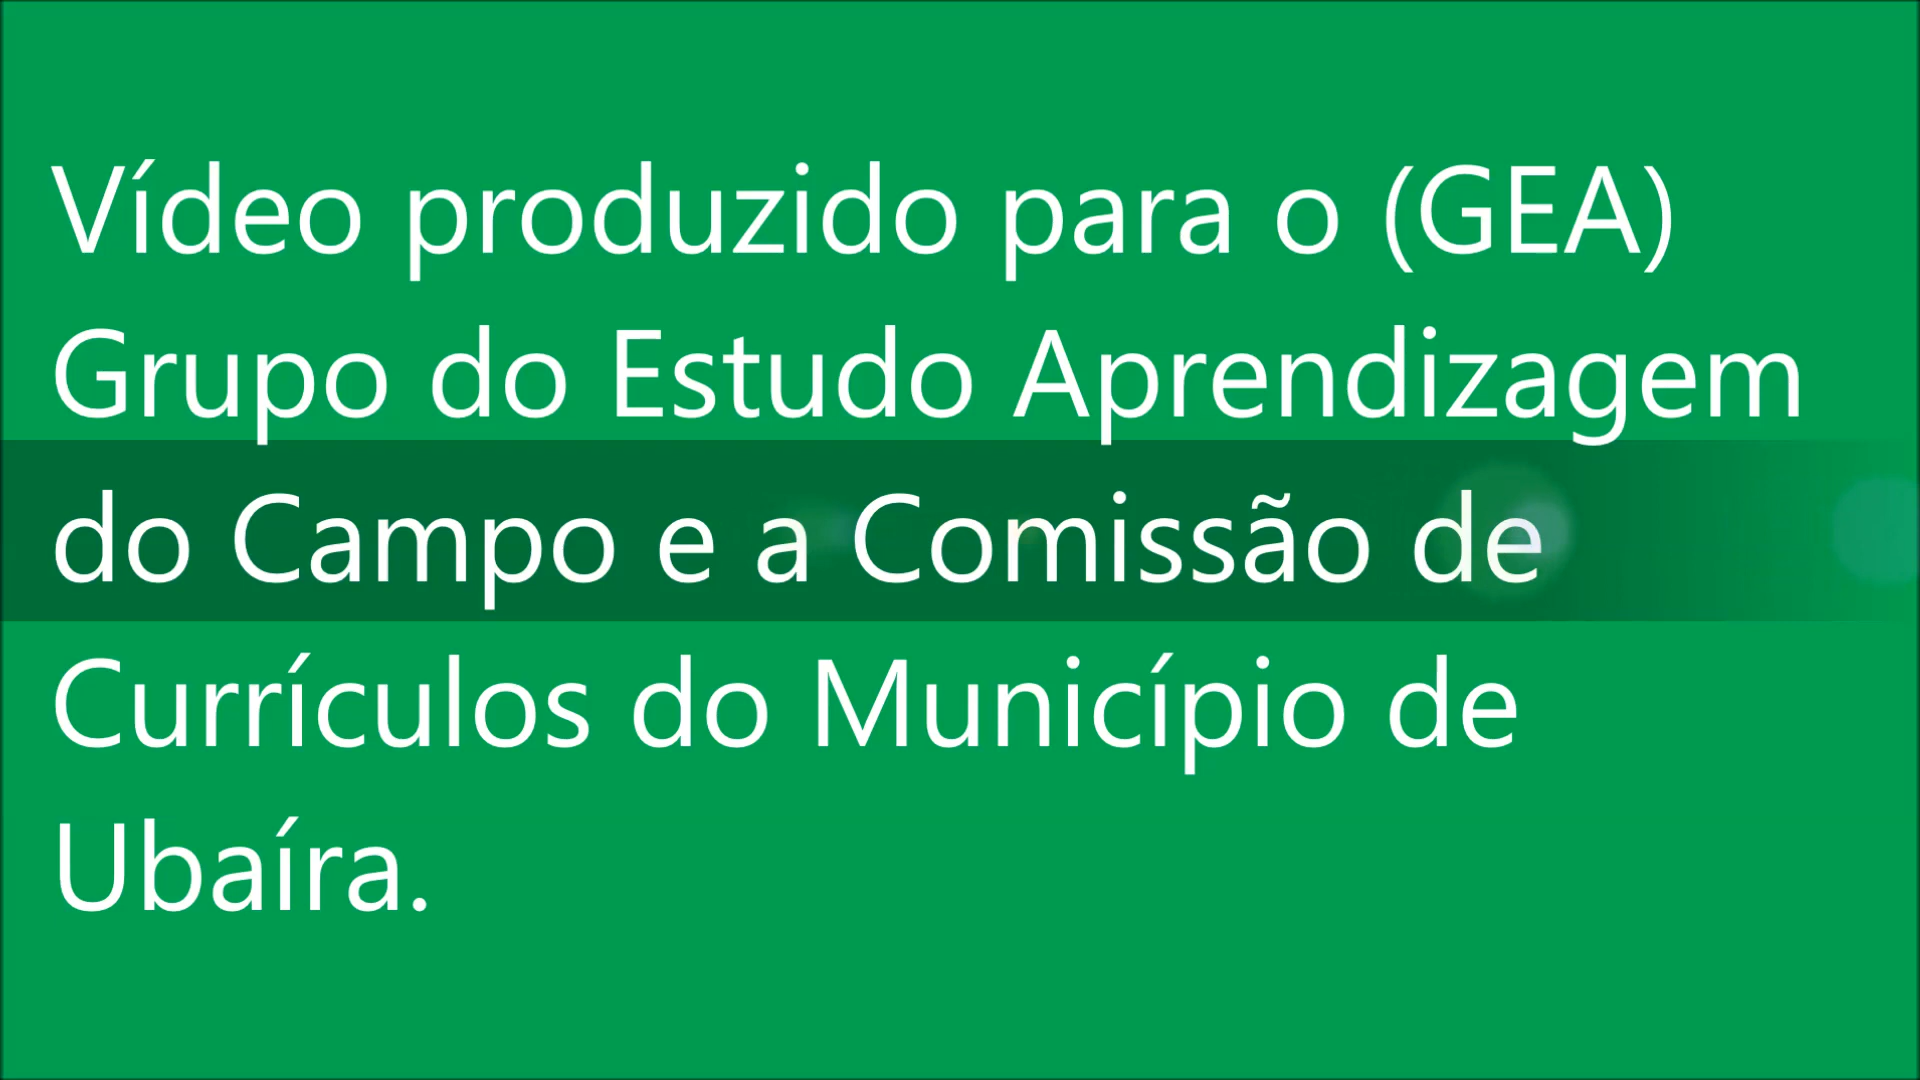 Vídeo produzido para o (GEA)
Grupo do Estudo Aprendizagem
do Campo e a Comissão de
Currículos do Município de
Ubaíra.